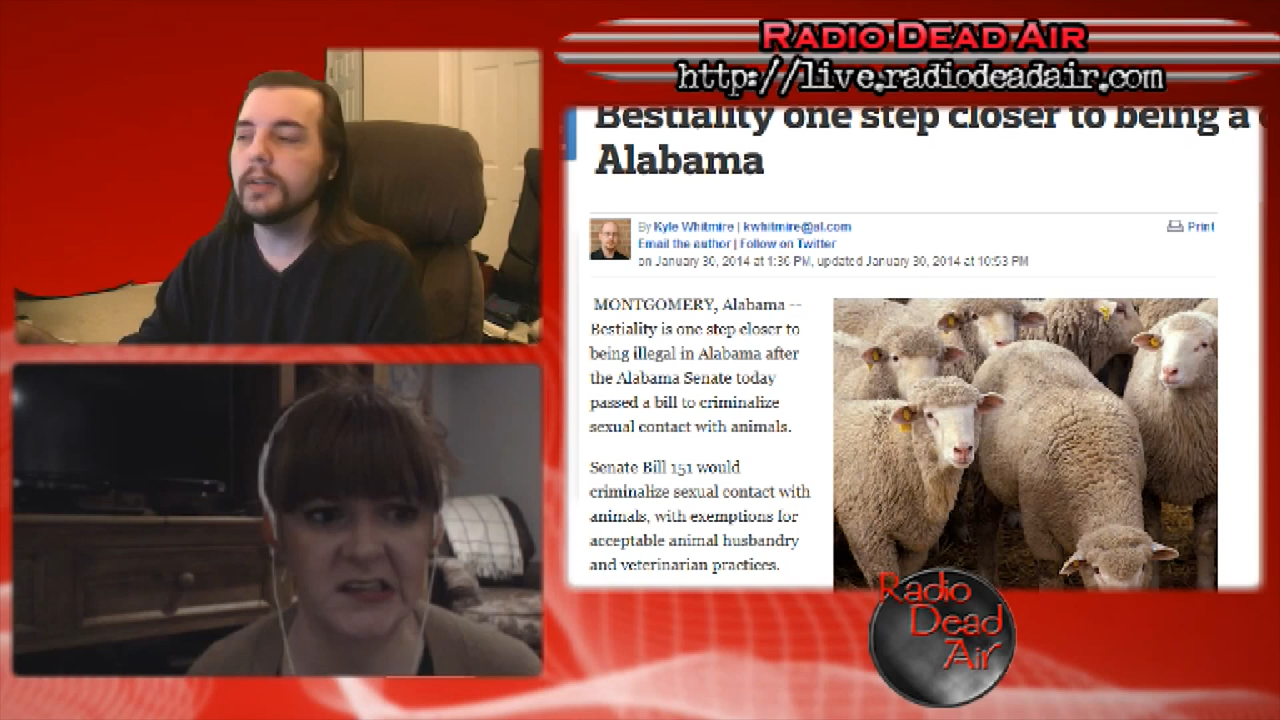 RADIO DEAD AIR
http://live.radiodeadair.com
Bestiality one step closer to being a
Alabama
By Kyle Whitmire | kwhitmire@al.com
Print
Email the author | Follow on Twitter
on January 30, 2014 at 1:36 PM, updated January 30, 2014 at 10:53 PM
MONTGOMERY, Alabama --
Bestiality is one step closer to
being illegal in Alabama after
the Alabama Senate today
passed a bill to criminalize
sexual contact with animals.
Senate Bill 151 would
criminalize sexual contact with
animals, with exemptions for
acceptable animal husbandry
and veterinarian practices.
Radio
Dead
Air